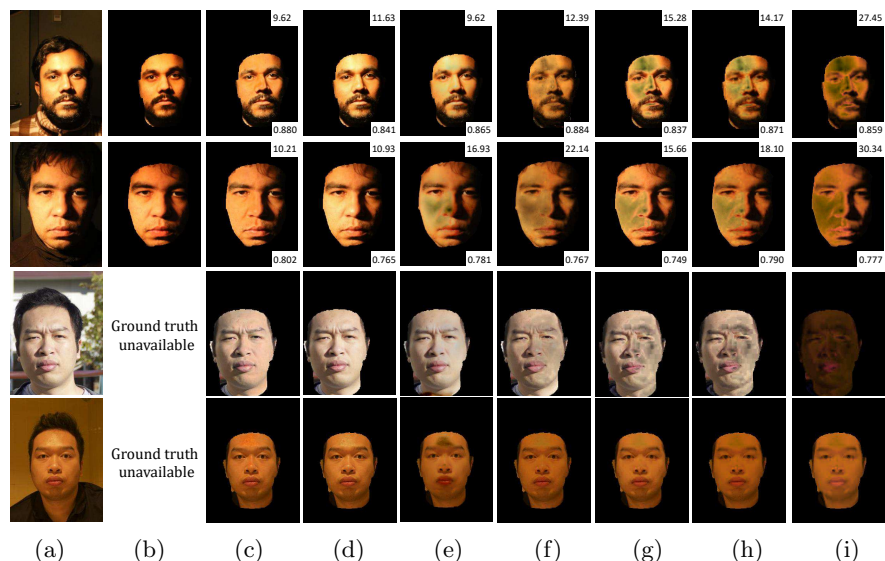 9.62 11.63 9.62 12.39 15.28 14.17 27.45
0.880 0.841 0.865 0.884 0.837 0.871 0.859
10.21 10.93 16.93 22.14 15.66 18.10 30.34
0.802 0.765 0.781 0.767 0.749 0.790 0.777
Ground truth
unavailable
Ground truth
unavailable
(a) (b) (c) (d) (e) (f) (g) (h) (i)